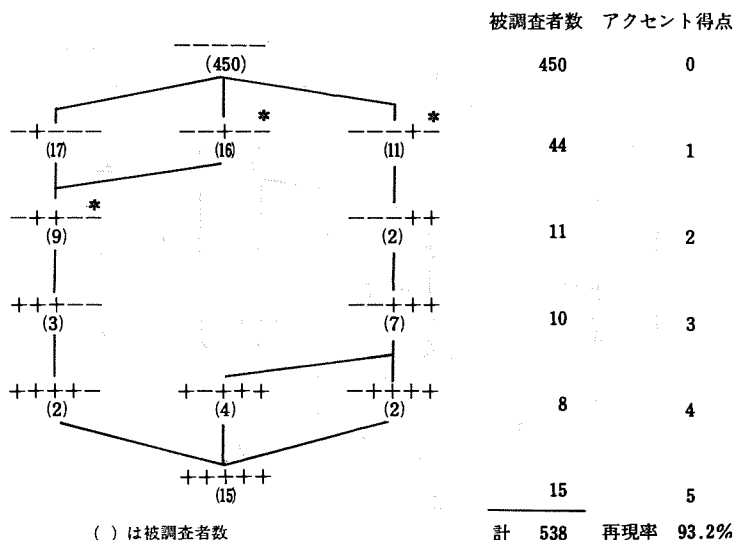 被調査者数 アクセント得点
－－－－－
(450) 450 0
－＋－－－ －－＋－－* －－－＋－*
(17) (16) (11) 44 1
－＋＋－－* －－－＋＋
(9) (2) 11 2
＋＋＋－－ －－＋＋＋
(3) (7) 10 3
＋＋＋＋－ ＋－＋＋＋ －＋＋＋＋
(2) (4) (2) 8 4
＋＋＋＋＋
(15) 15 5
( )は被調査者数 計 538 再現率 93.2%